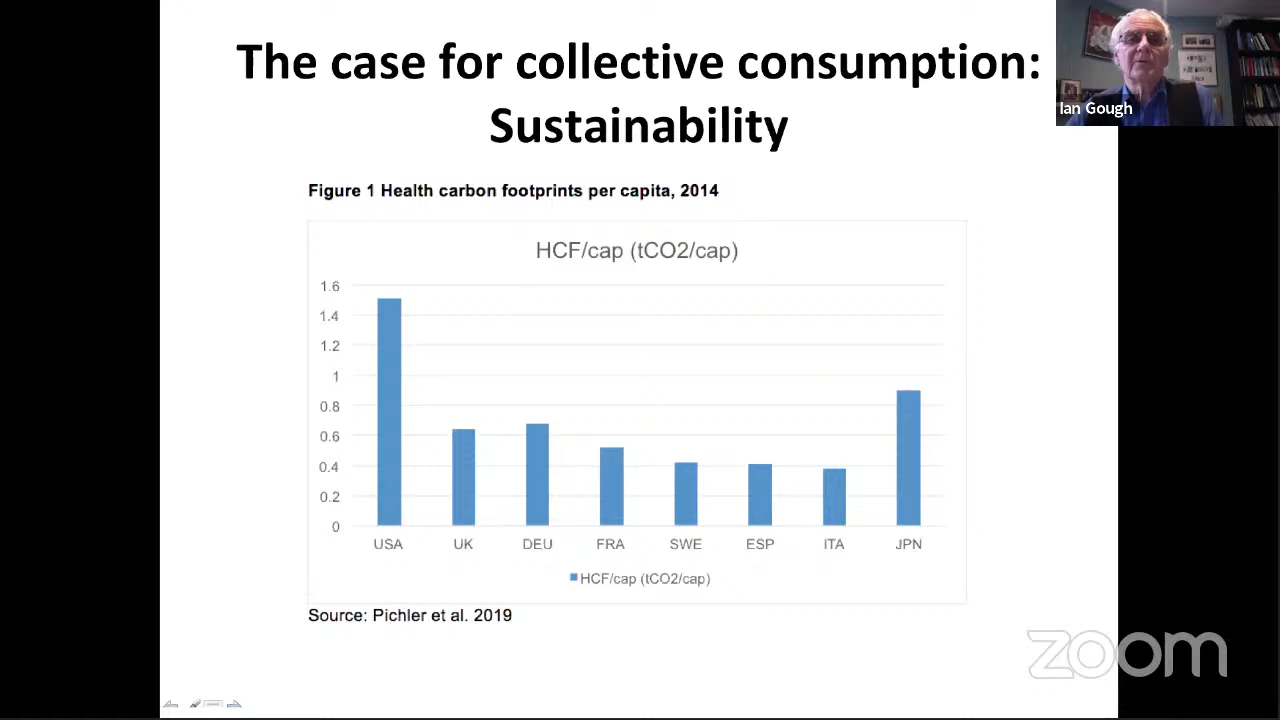 The case for collective consumption:
Sustainability
Ian Gough
Figure 1 Health carbon footprints per capita, 2014
HCF/cap (tCO2/cap)
1.6
1.4
1.2
1
0.8
0.6
0.4
0.2
0
USA UK DEU FRA SWE ESP ITA JPN
HCF/cap (tCO2/cap)
Source: Pichler et al. 2019
zoom